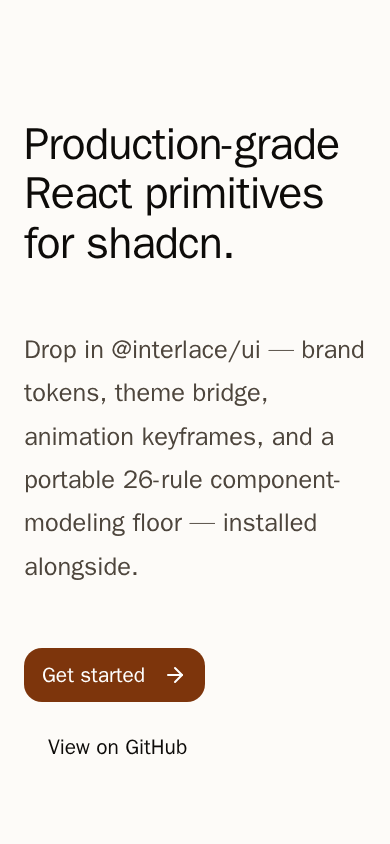 Production-grade
React primitives
for shadcn.
Drop in @interlace/ui — brand
tokens, theme bridge,
animation keyframes, and a
portable 26-rule component-
modeling floor — installed
alongside.
Get started
View on GitHub